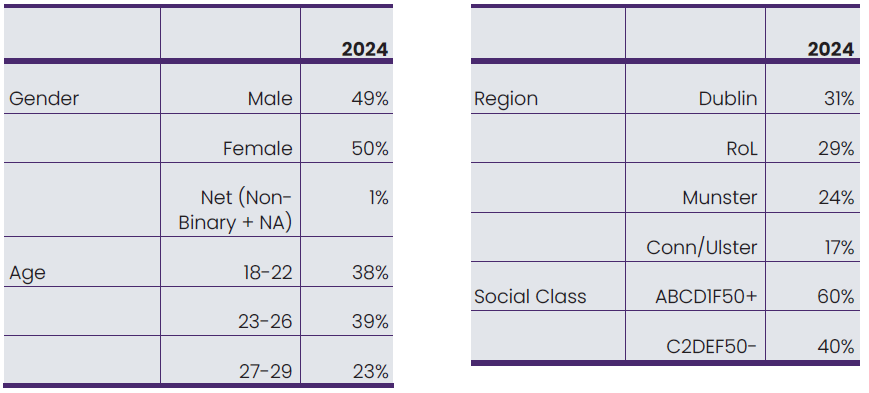 2024
Gender Male 49%
Female 50%
Net (Non-
Binary + NA) 1%
Age 18-22 38%
23-26 39%
27-29 23%
2024
Region Dublin 31%
RoL 29%
Munster 24%
Conn/Ulster 17%
Social Class ABCD1F50+ 60%
C2DEF50- 40%